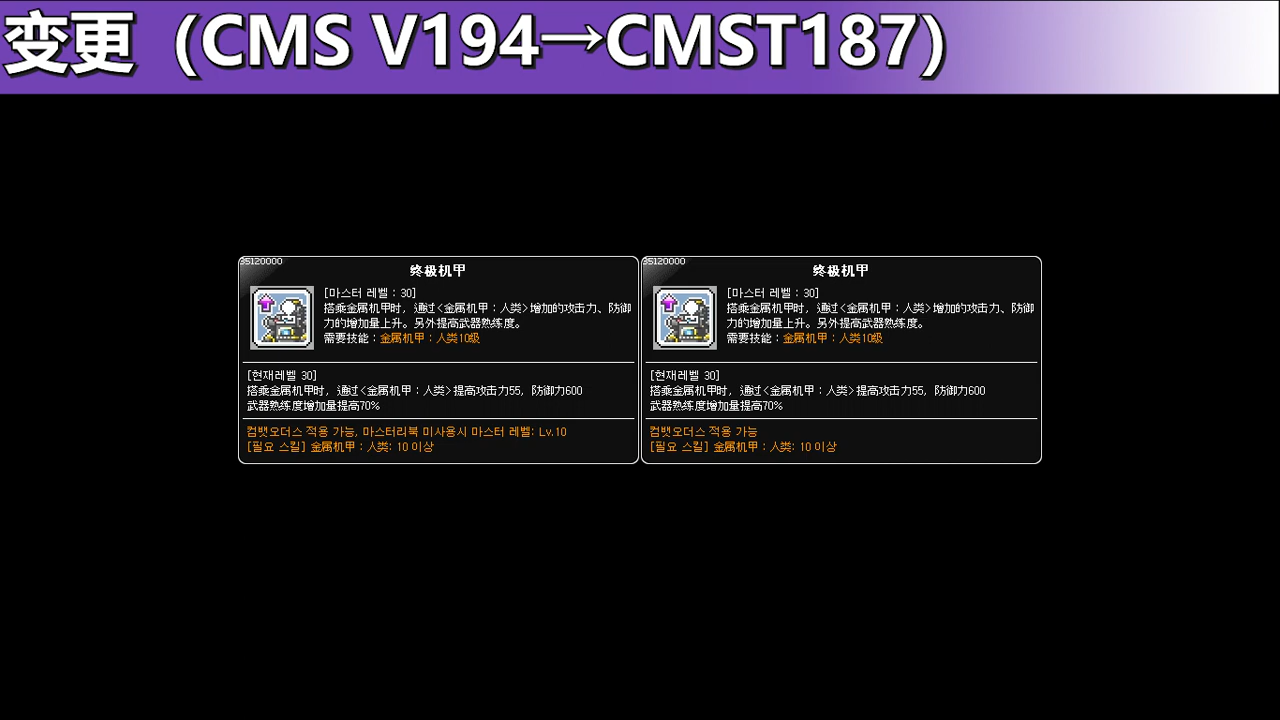 变更（CMS V194→CMST187）
35120000
终极机甲
[마스터 레벨 : 30]
搭乘金属机甲时，通过<金属机甲：人类>增加的攻击力、防御
力的增加量上升。另外提高武器熟练度。
需要技能：金属机甲：人类10级
[현재레벨 30]
搭乘金属机甲时，通过<金属机甲：人类>提高攻击力55，防御力600
武器熟练度增加量提高70%
컴뱃오더스 적용 가능, 마스터리북 미사용시 마스터 레벨: Lv.10
[필요 스킬] 金属机甲：人类: 10 이상
35120000
终极机甲
[마스터 레벨 : 30]
搭乘金属机甲时，通过<金属机甲：人类>增加的攻击力、防御
力的增加量上升。另外提高武器熟练度。
需要技能：金属机甲：人类10级
[현재레벨 30]
搭乘金属机甲时，通过<金属机甲：人类>提高攻击力55，防御力600
武器熟练度增加量提高70%
컴뱃오더스 적용 가능
[필요 스킬] 金属机甲：人类: 10 이상